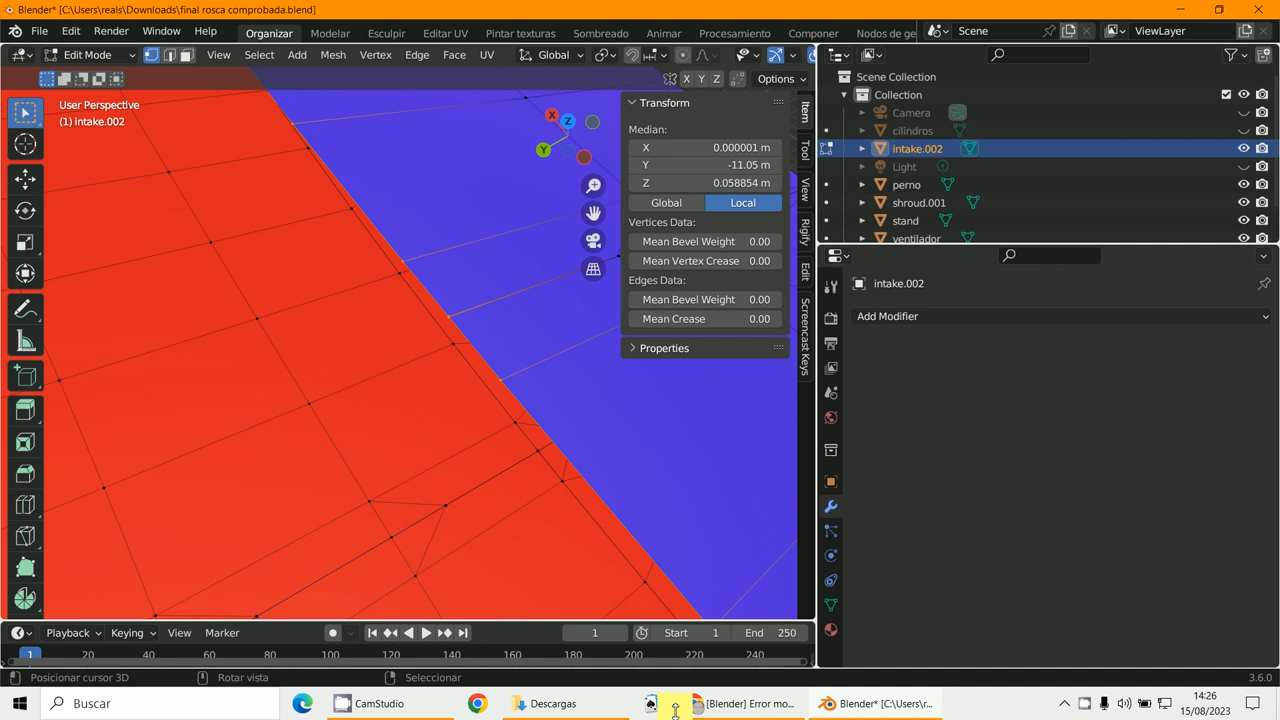 Blender* [C:\Users\reals\Downloads\final rosca comprobada.blend]
File Edit Render Window Help Organizar Modelar Esculpir Editar UV Pintar texturas Sombreado Animar Procesamiento Componer Nodos de ge Scene ViewLayer
Edit Mode View Select Add Mesh Vertex Edge Face UV Global
X Y Z Options
User Perspective
(1) intake.002
X Z Y
Transform
Median:
X 0.000001 m
Y -11.05 m
Z 0.058854 m
Global Local
Vertices Data:
Mean Bevel Weight 0.00
Mean Vertex Crease 0.00
Edges Data:
Mean Bevel Weight 0.00
Mean Crease 0.00
Properties
Item
Tool
View
Rigify
Edit
Screencast Keys
Scene Collection
Collection
Camera
cilindros
intake.002
Light
perno
shroud.001
stand
ventilador
intake.002
Add Modifier
Playback Keying View Marker 1 Start 1 End 250
1 20 40 60 80 100 120 140 160 180 200 220 240
Posicionar cursor 3D Rotar vista Seleccionar 3.6.0
Buscar CamStudio Descargas [Blender] Error mo... Blender* [C:\Users\r... 14:26
15/08/2023